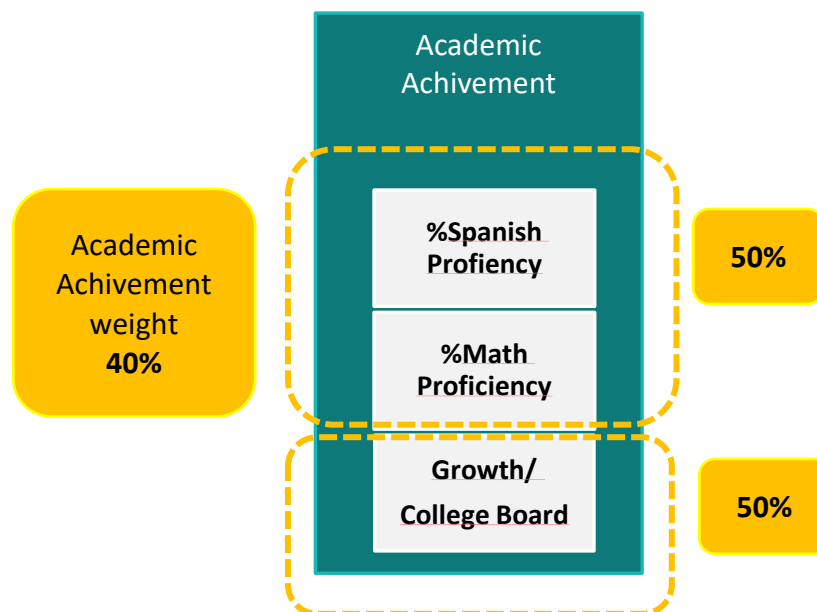 Academic
Achivement
Academic
Achivement
weight
40%
%Spanish
Profiency
%Math
Proficiency
Growth/
College Board
50%
50%